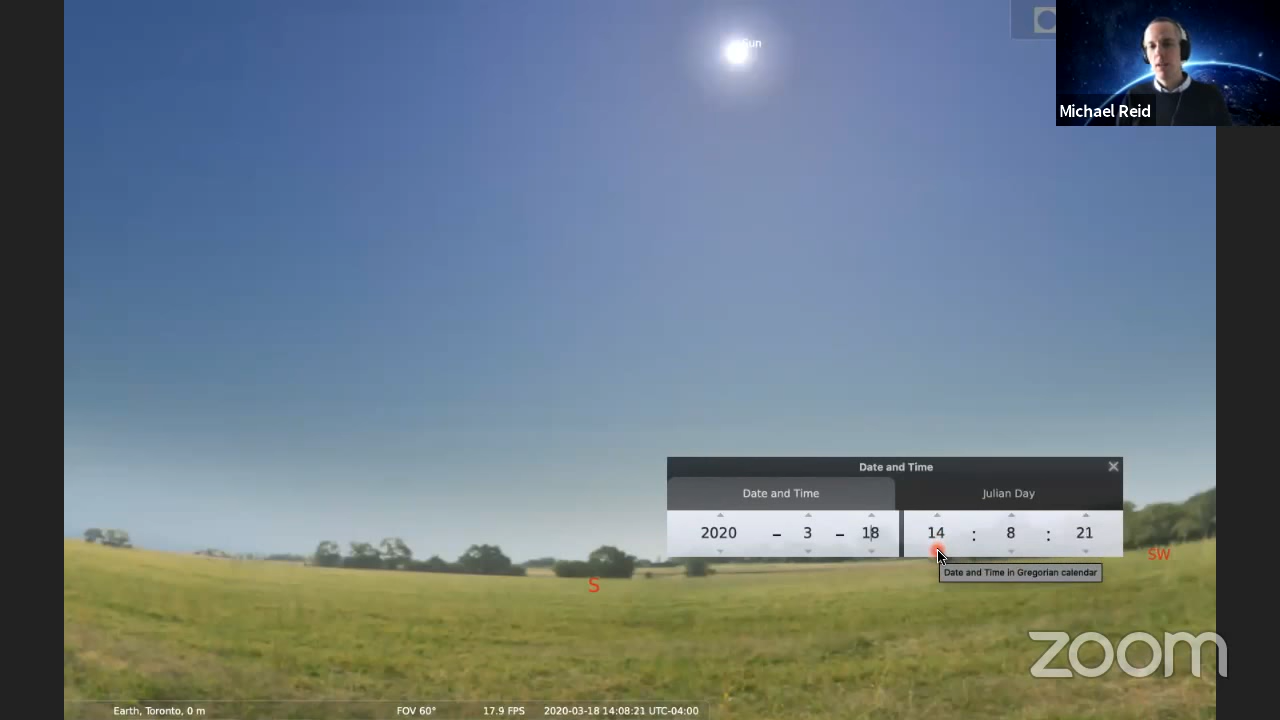 Sun
Michael Reid
Date and Time
Date and Time
Julian Day
2020 - 3 - 18 14 : 8 : 21
SW
Date and Time in Gregorian calendar
S
zoom
Earth, Toronto, 0 m FOV 60° 17.9 FPS 2020-03-18 14:08:21 UTC-04:00